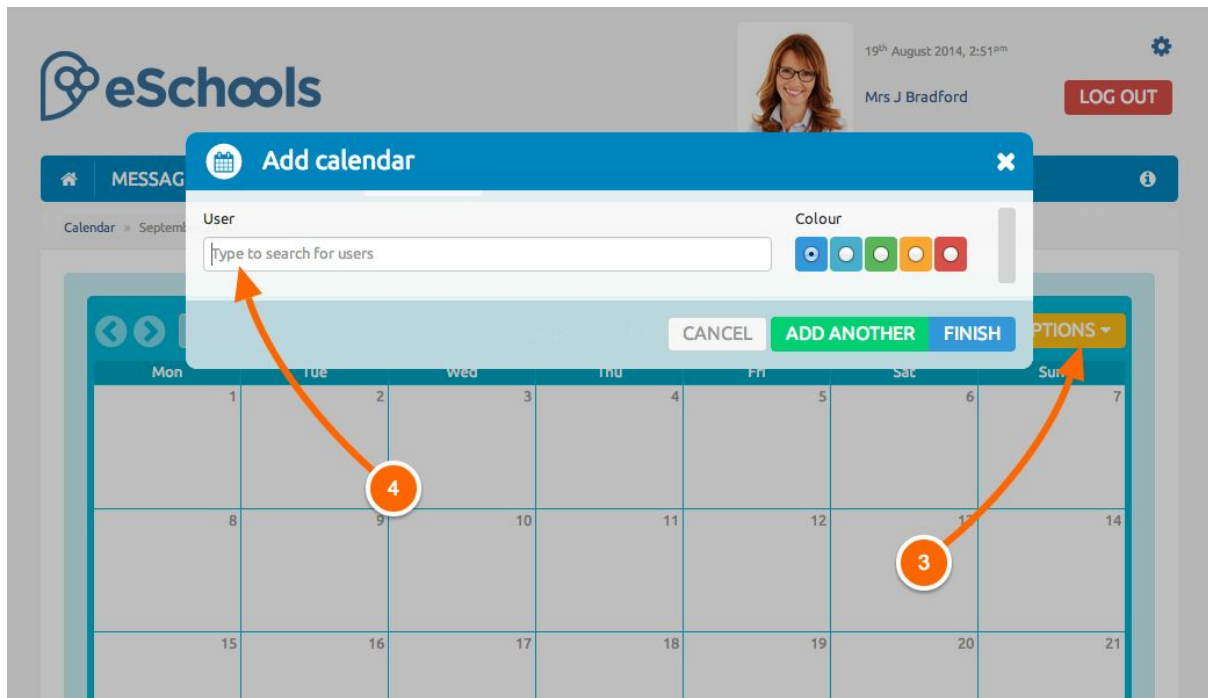 19th August 2014, 2:51pm
eSchools
Mrs J Bradford
LOG OUT
Add calendar
MESSAG
Calendar » Septemb
User
Colour
Type to search for users
CANCEL
ADD ANOTHER
FINISH
PTIONS
Mon Tue Wed Thu Fri Sat Sun
1 2 3 4 5 6 7
4
8 9 10 11 12 13 14
3
15 16 17 18 19 20 21